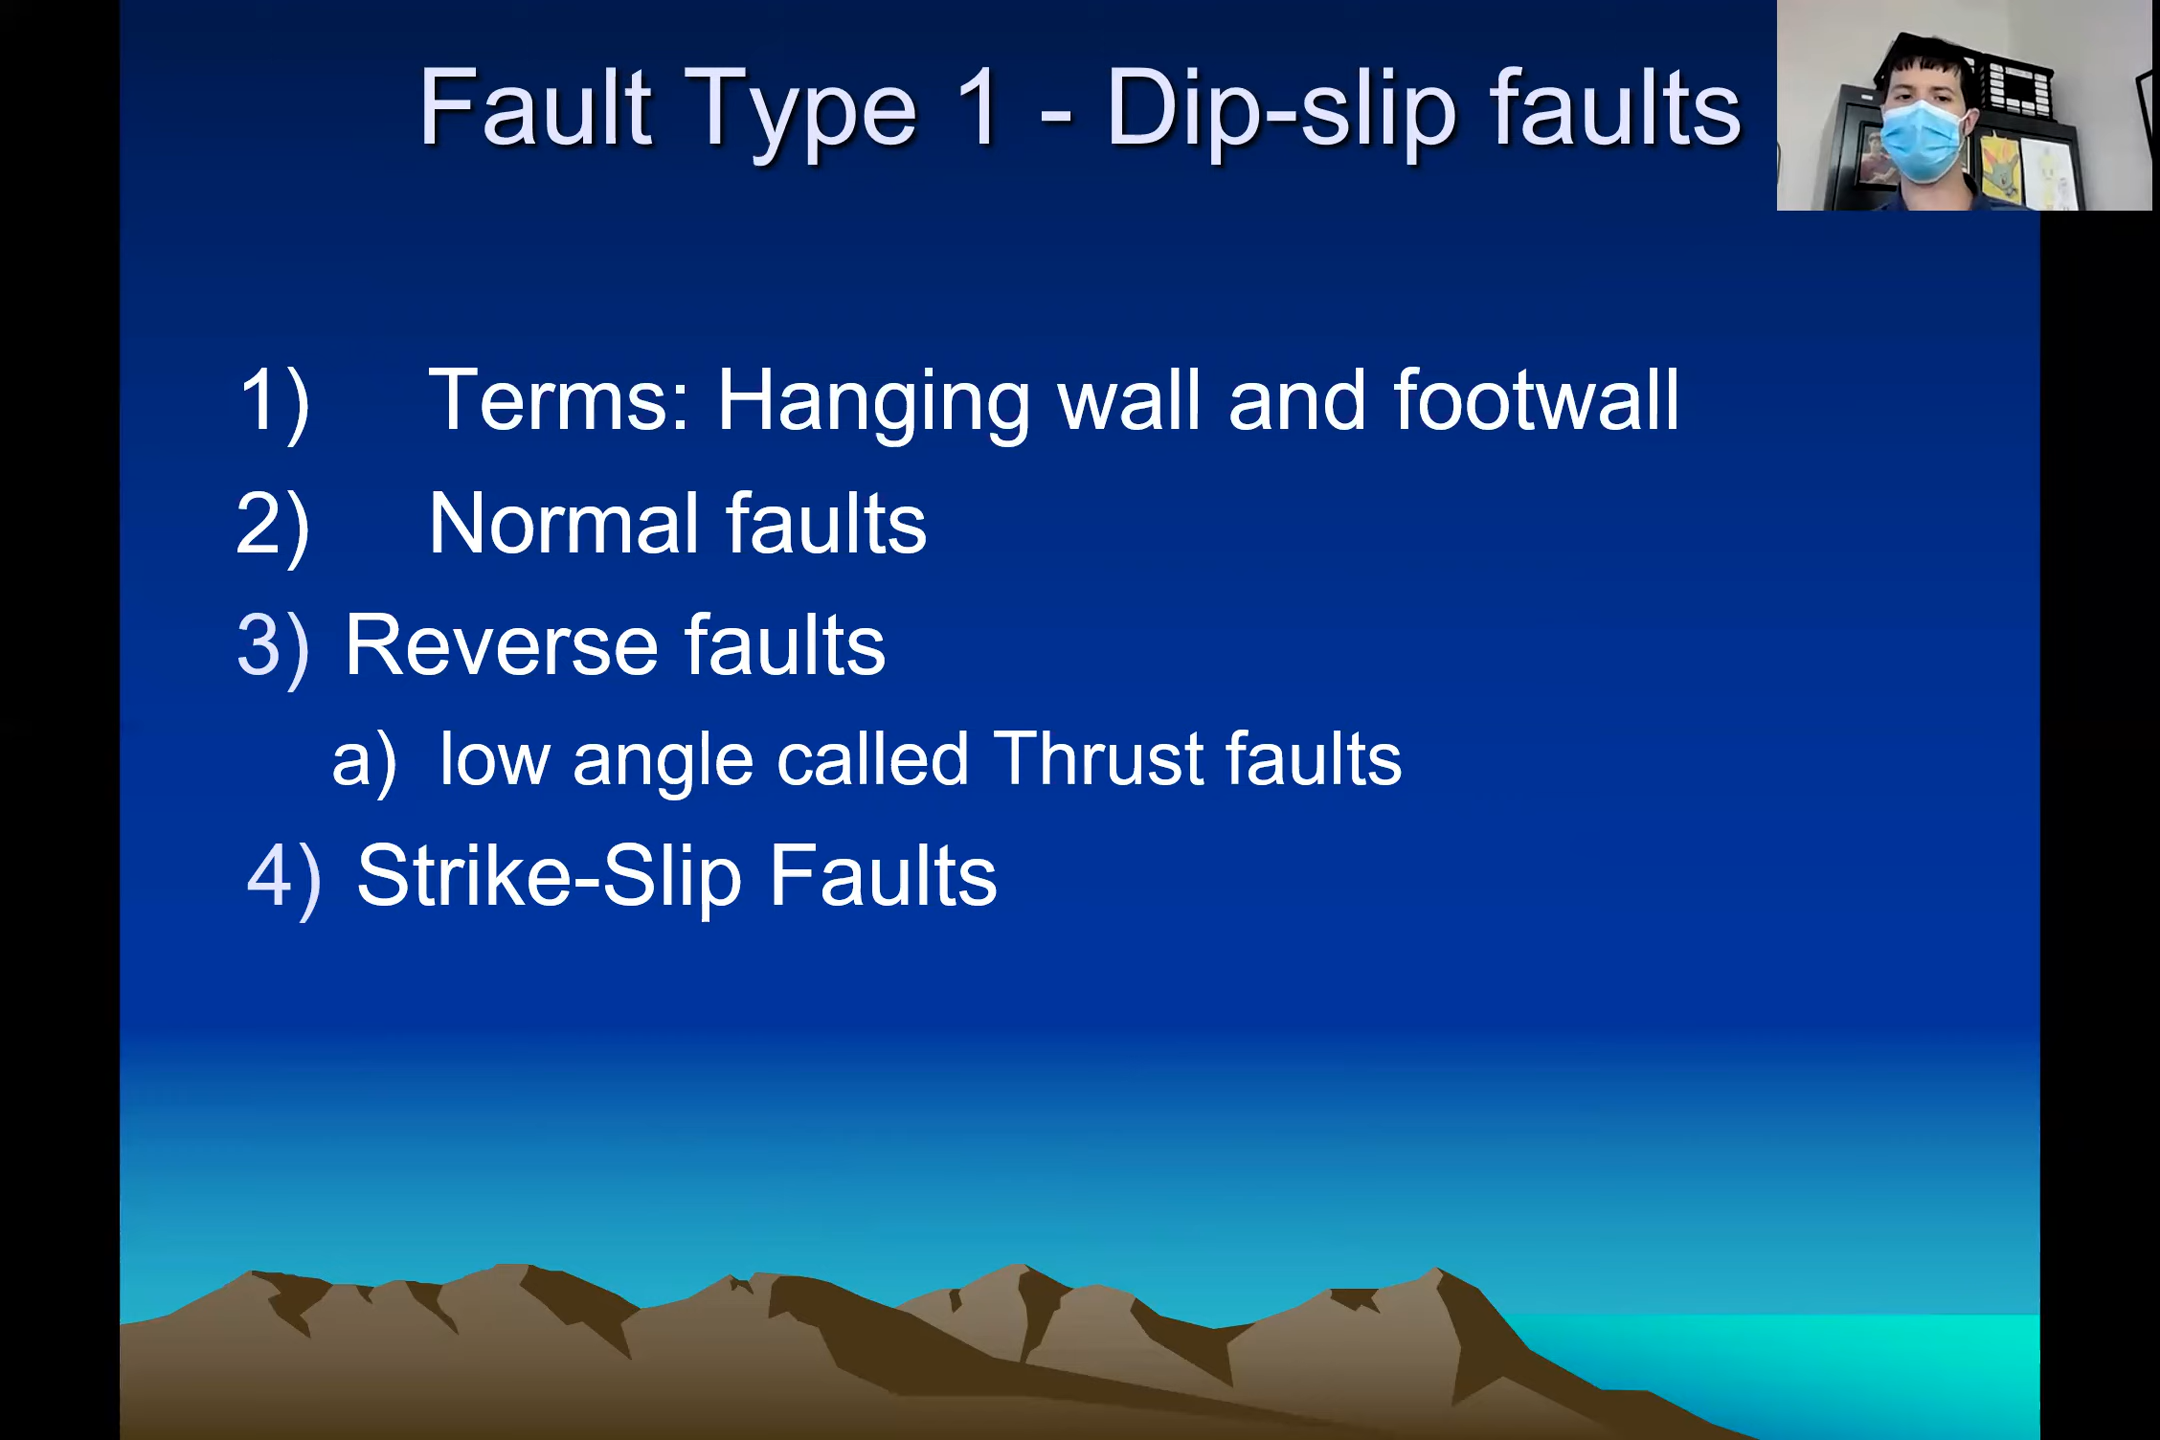 Fault Type 1 - Dip-slip faults
1) Terms: Hanging wall and footwall
2) Normal faults
3) Reverse faults
a) low angle called Thrust faults
4) Strike-Slip Faults